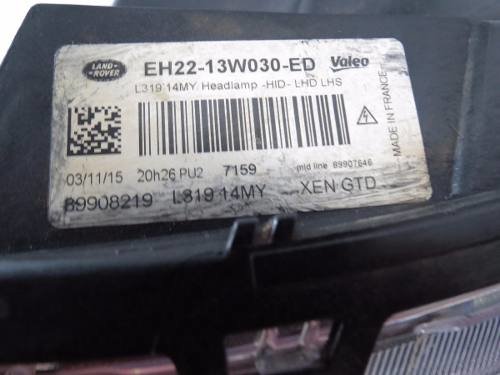 LAND ROVER
EH22-13W030-ED Valeo
L319 14MY Headlamp -HID- LHD LHS
MADE IN FRANCE
03/11/15 20h26 PU2 7159 mid line 89907646
89908219 L319 14MY XEN GTD